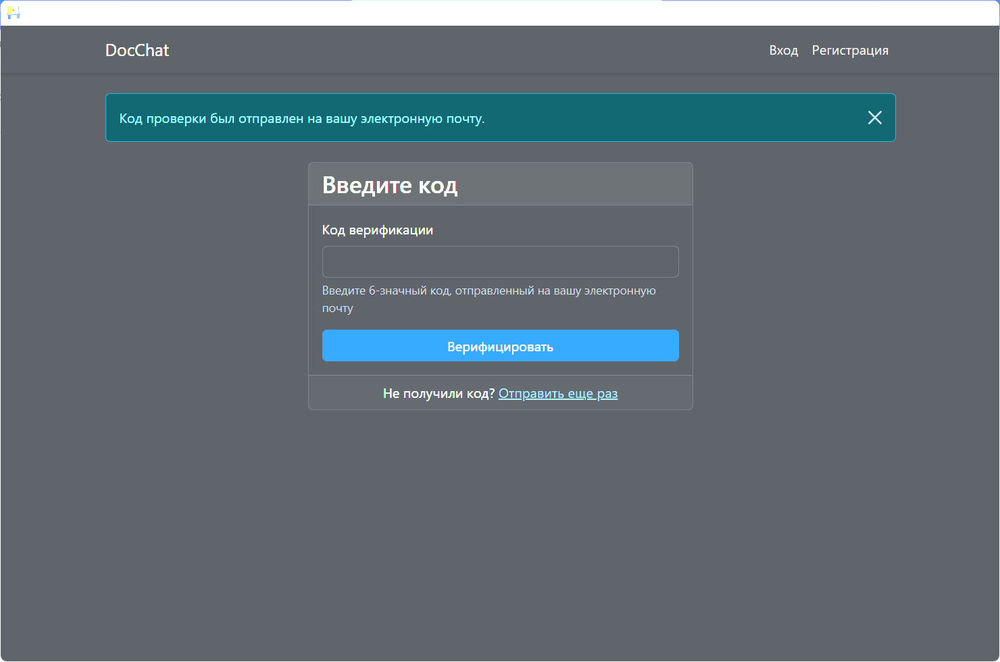 DocChat
Вход Регистрация
Код проверки был отправлен на вашу электронную почту.
Введите код
Код верификации
Введите 6-значный код, отправленный на вашу электронную
почту
Верифицировать
Не получили код? Отправить еще раз